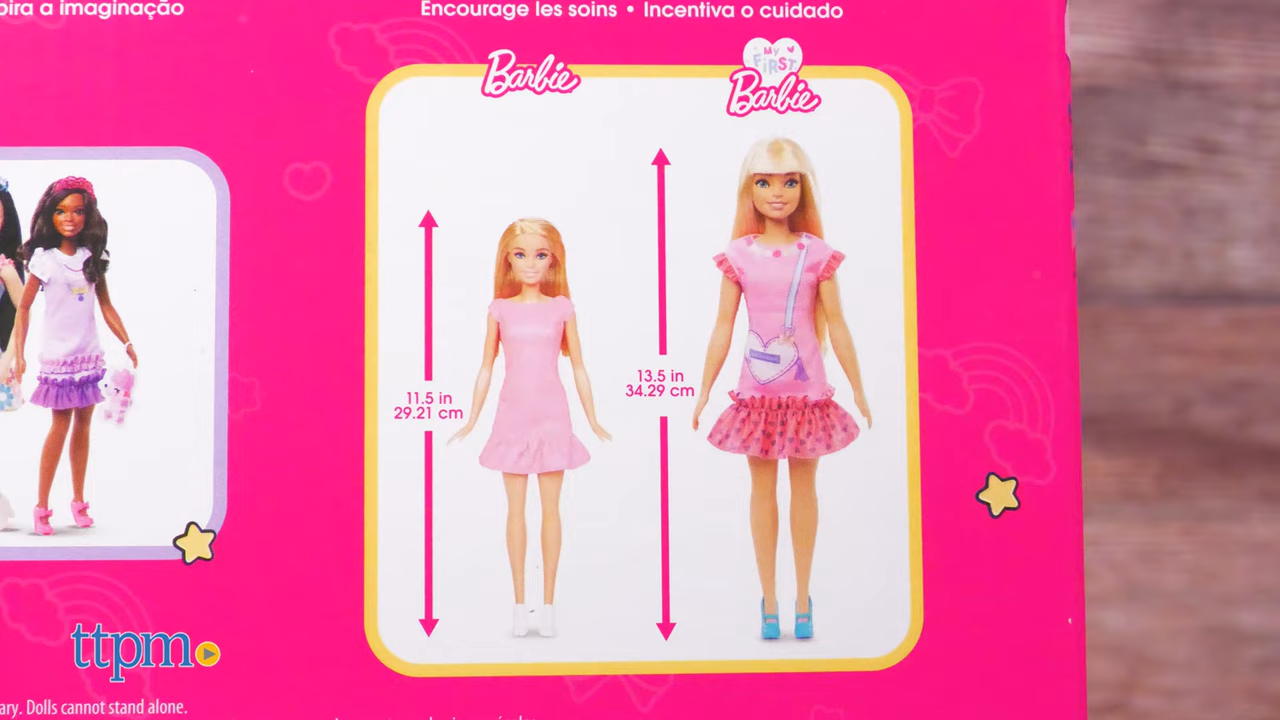 ira a imaginação
Encourage les soins • Incentiva o cuidado
Barbie
My
FiRST
Barbie
11.5 in
29.21 cm
13.5 in
34.29 cm
ttpm
ary. Dolls cannot stand alone.